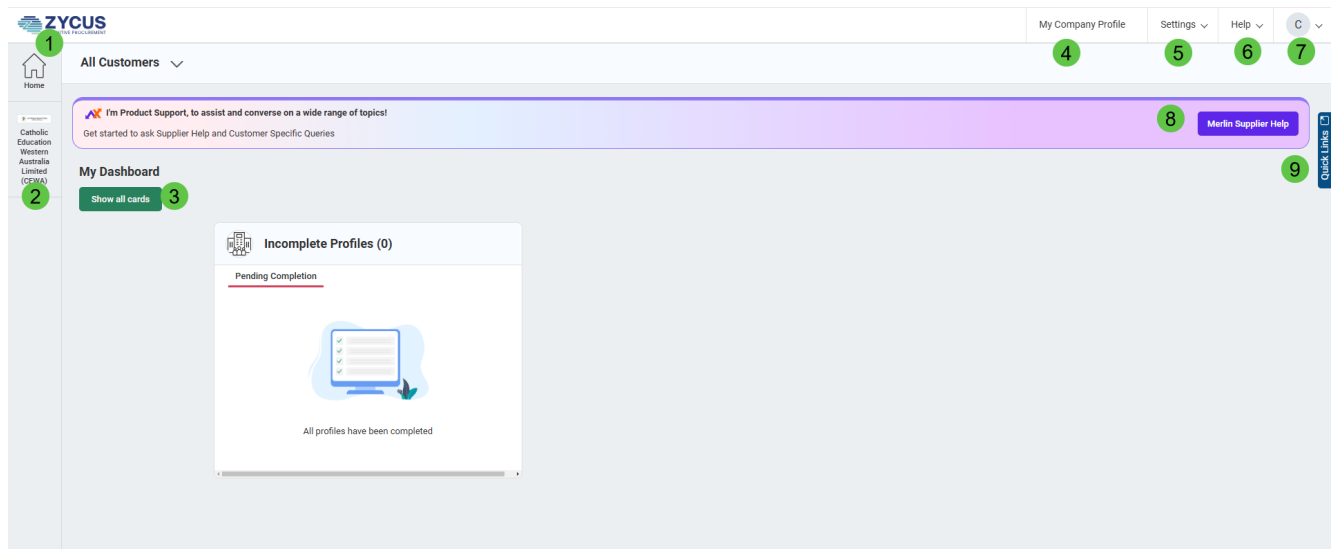 ZYCUS
My Company Profile
Settings
Help
C
1
4
5
6
7
Home
All Customers
I'm Product Support, to assist and converse on a wide range of topics!
Get started to ask Supplier Help and Customer Specific Queries
8
Merlin Supplier Help
Quick Links
9
Catholic
Education
Western
Australia
Limited
(CEWA)
2
My Dashboard
Show all cards
3
Incomplete Profiles (0)
Pending Completion
All profiles have been completed